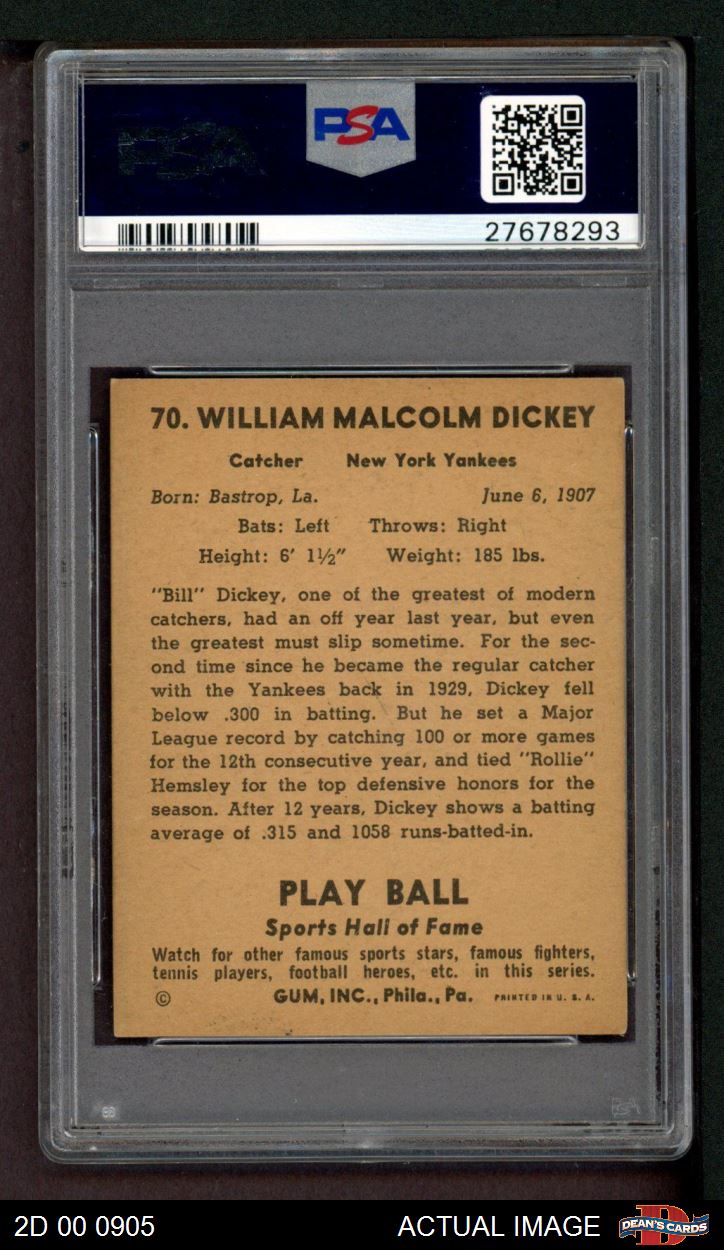 PSA
27678293
70. WILLIAM MALCOLM DICKEY
Catcher New York Yankees
Born: Bastrop, La. June 6, 1907
Bats: Left Throws: Right
Height: 6' 1½" Weight: 185 lbs.
"Bill" Dickey, one of the greatest of modern
catchers, had an off year last year, but even
the greatest must slip sometime. For the sec-
ond time since he became the regular catcher
with the Yankees back in 1929, Dickey fell
below .300 in batting. But he set a Major
League record by catching 100 or more games
for the 12th consecutive year, and tied "Rollie"
Hemsley for the top defensive honors for the
season. After 12 years, Dickey shows a batting
average of .315 and 1058 runs-batted-in.
PLAY BALL
Sports Hall of Fame
Watch for other famous sports stars, famous fighters,
tennis players, football heroes, etc. in this series.
© GUM, INC., Phila., Pa. PRINTED IN U. S. A.
PSA
2D 00 0905 ACTUAL IMAGE DEAN'S CARDS